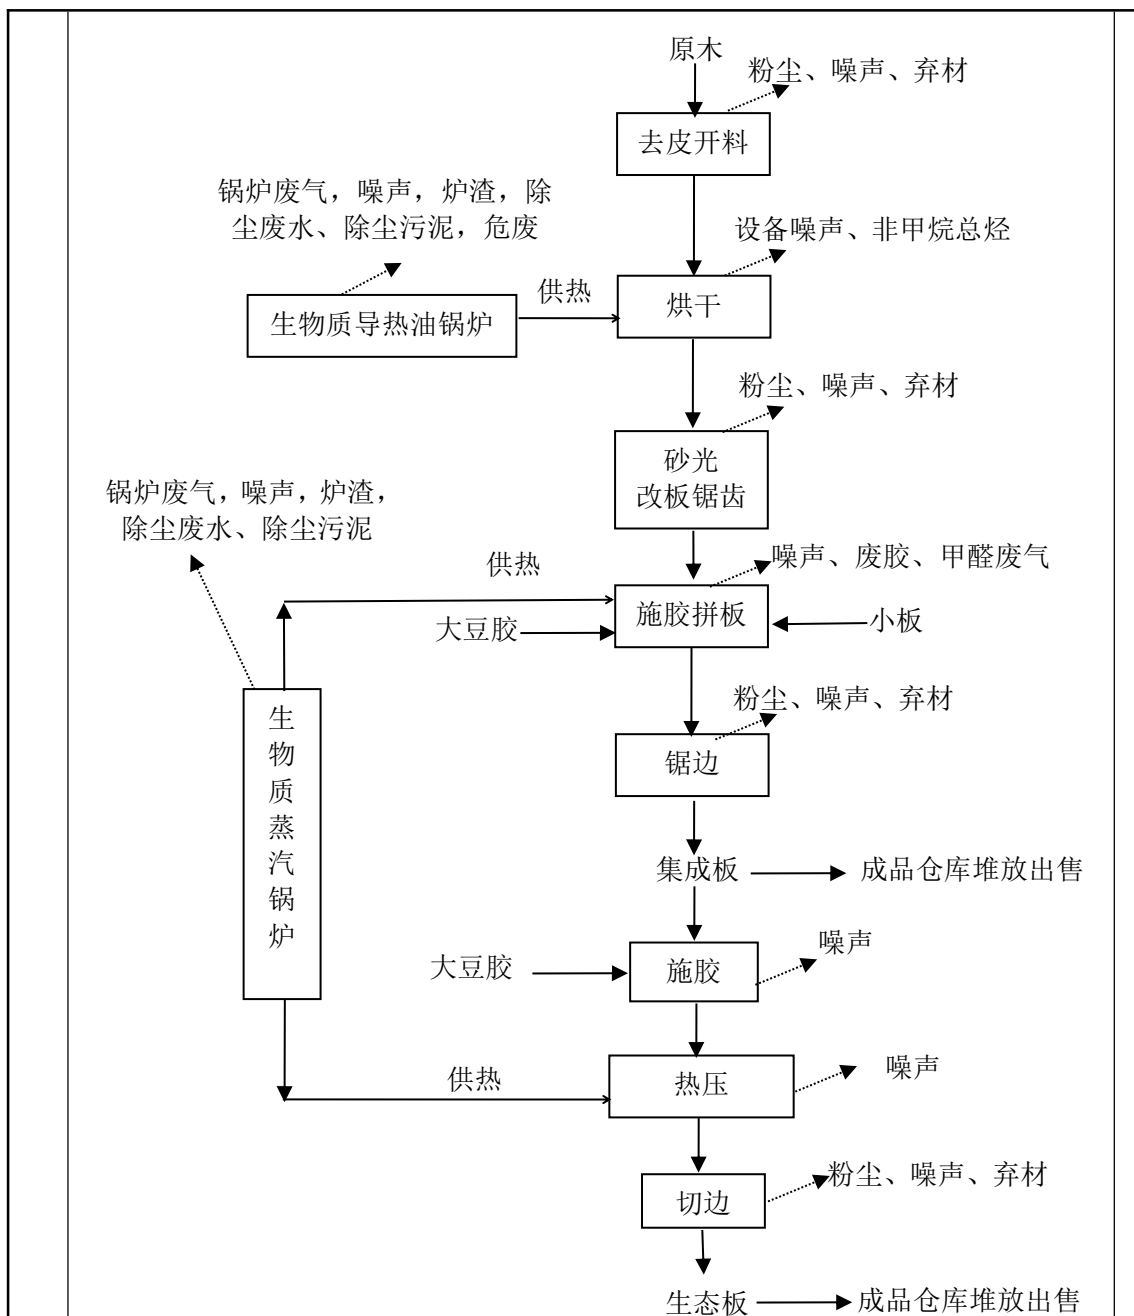 原木
粉尘、噪声、弃材
去皮开料
锅炉废气，噪声，炉渣，除
尘废水、除尘污泥，危废
设备噪声、非甲烷总烃
供热
烘干
生物质导热油锅炉
粉尘、噪声、弃材
砂光
改板锯齿
锅炉废气，噪声，炉渣，
除尘废水、除尘污泥
噪声、废胶、甲醛废气
供热
施胶拼板
小板
大豆胶
粉尘、噪声、弃材
生物质蒸汽锅炉
锯边
集成板
成品仓库堆放出售
噪声
大豆胶
施胶
噪声
供热
热压
粉尘、噪声、弃材
切边
生态板
成品仓库堆放出售